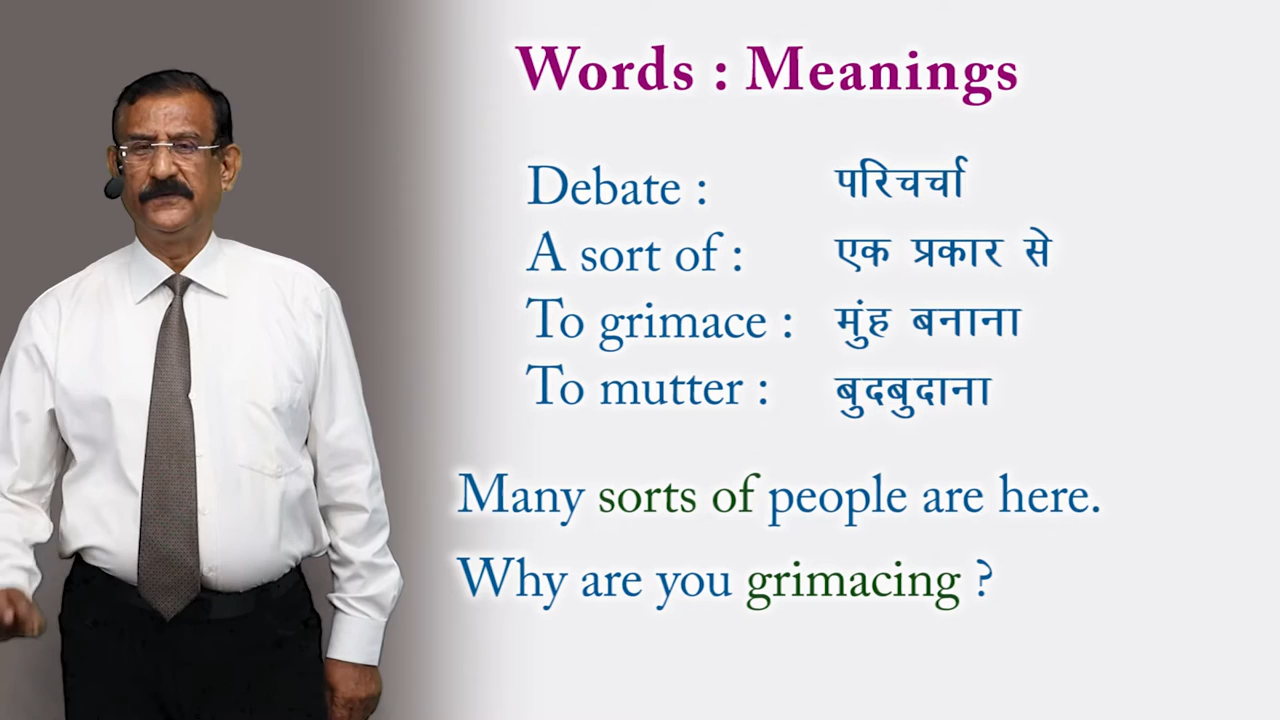 Words : Meanings
Debate : परिचर्चा
A sort of : एक प्रकार से
To grimace : मुंह बनाना
To mutter : बुदबुदाना
Many sorts of people are here.
Why are you grimacing ?